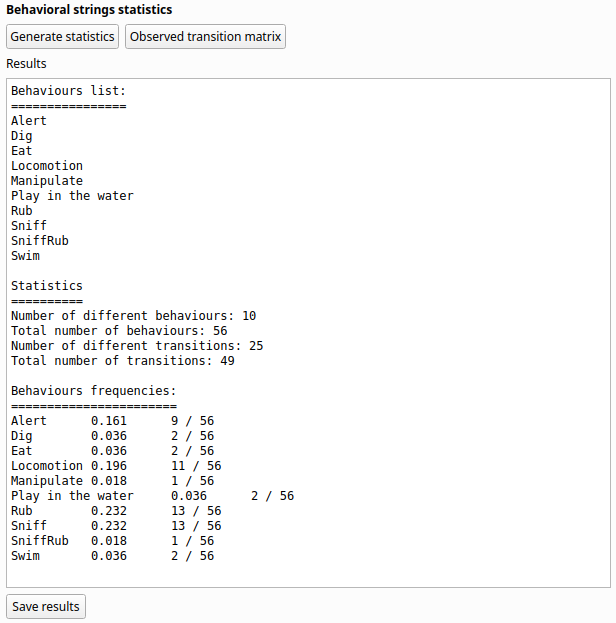 Behavioral strings statistics
Generate statistics Observed transition matrix
Results
Behaviours list:
================
Alert
Dig
Eat
Locomotion
Manipulate
Play in the water
Rub
Sniff
SniffRub
Swim
Statistics
==========
Number of different behaviours: 10
Total number of behaviours: 56
Number of different transitions: 25
Total number of transitions: 49
Behaviours frequencies:
=======================
Alert 0.161 9 / 56
Dig 0.036 2 / 56
Eat 0.036 2 / 56
Locomotion 0.196 11 / 56
Manipulate 0.018 1 / 56
Play in the water 0.036 2 / 56
Rub 0.232 13 / 56
Sniff 0.232 13 / 56
SniffRub 0.018 1 / 56
Swim 0.036 2 / 56
Save results